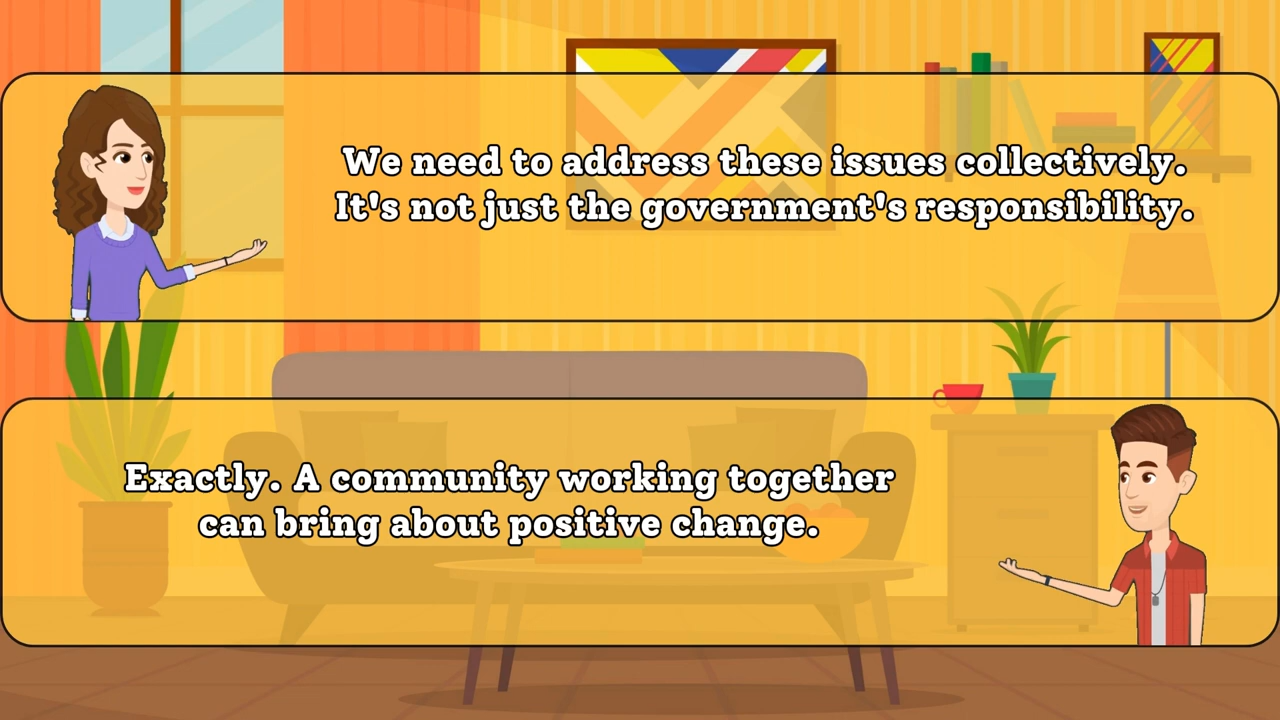 We need to address these issues collectively.
It's not just the government's responsibility.
Exactly. A community working together
can bring about positive change.